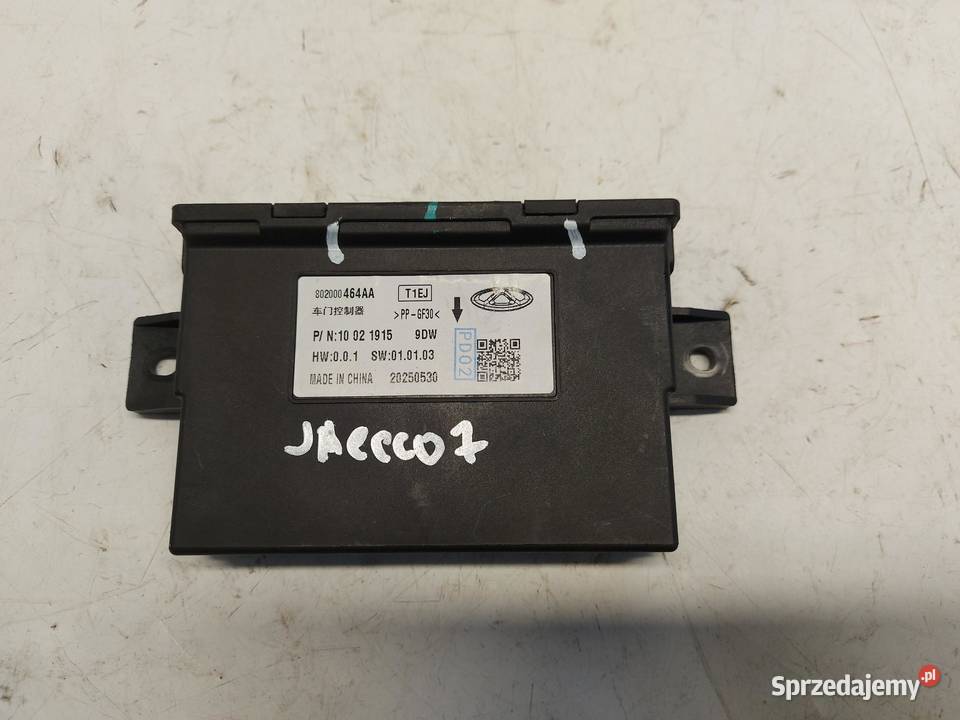 802000464AA T1EJ
车门控制器 >PP-GF30<
P/N:10 02 1915 9DW
HW:0.0.1 SW:01.01.03
PD02
MADE IN CHINA 20250530
JAECCO7
Sprzedajemy.pl